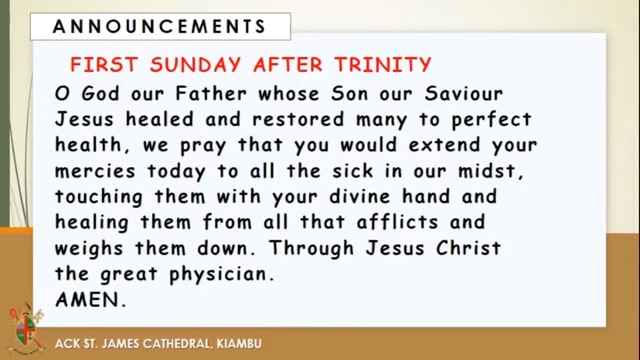 ANNOUNCEMENTS
FIRST SUNDAY AFTER TRINITY
O God our Father whose Son our Saviour
Jesus healed and restored many to perfect
health, we pray that you would extend your
mercies today to all the sick in our midst,
touching them with your divine hand and
healing them from all that afflicts and
weighs them down. Through Jesus Christ
the great physician.
AMEN.
ACK ST. JAMES CATHEDRAL, KIAMBU